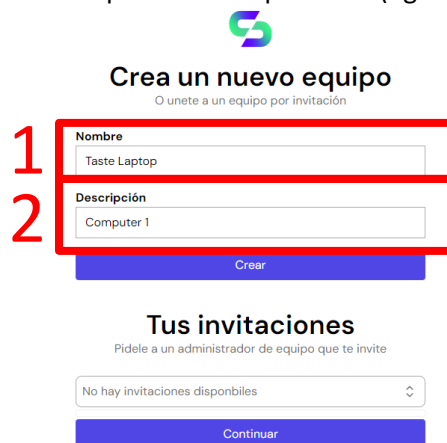 Crea un nuevo equipo
O unete a un equipo por invitación
1
Nombre
Taste Laptop
2
Descripción
Computer 1
Crear
Tus invitaciones
Pidele a un administrador de equipo que te invite
No hay invitaciones disponbiles
Continuar